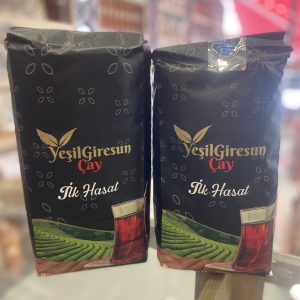 YeşilGiresun
Çay
İlk Hasat
YeşilGiresun
Çay
İlk Hasat